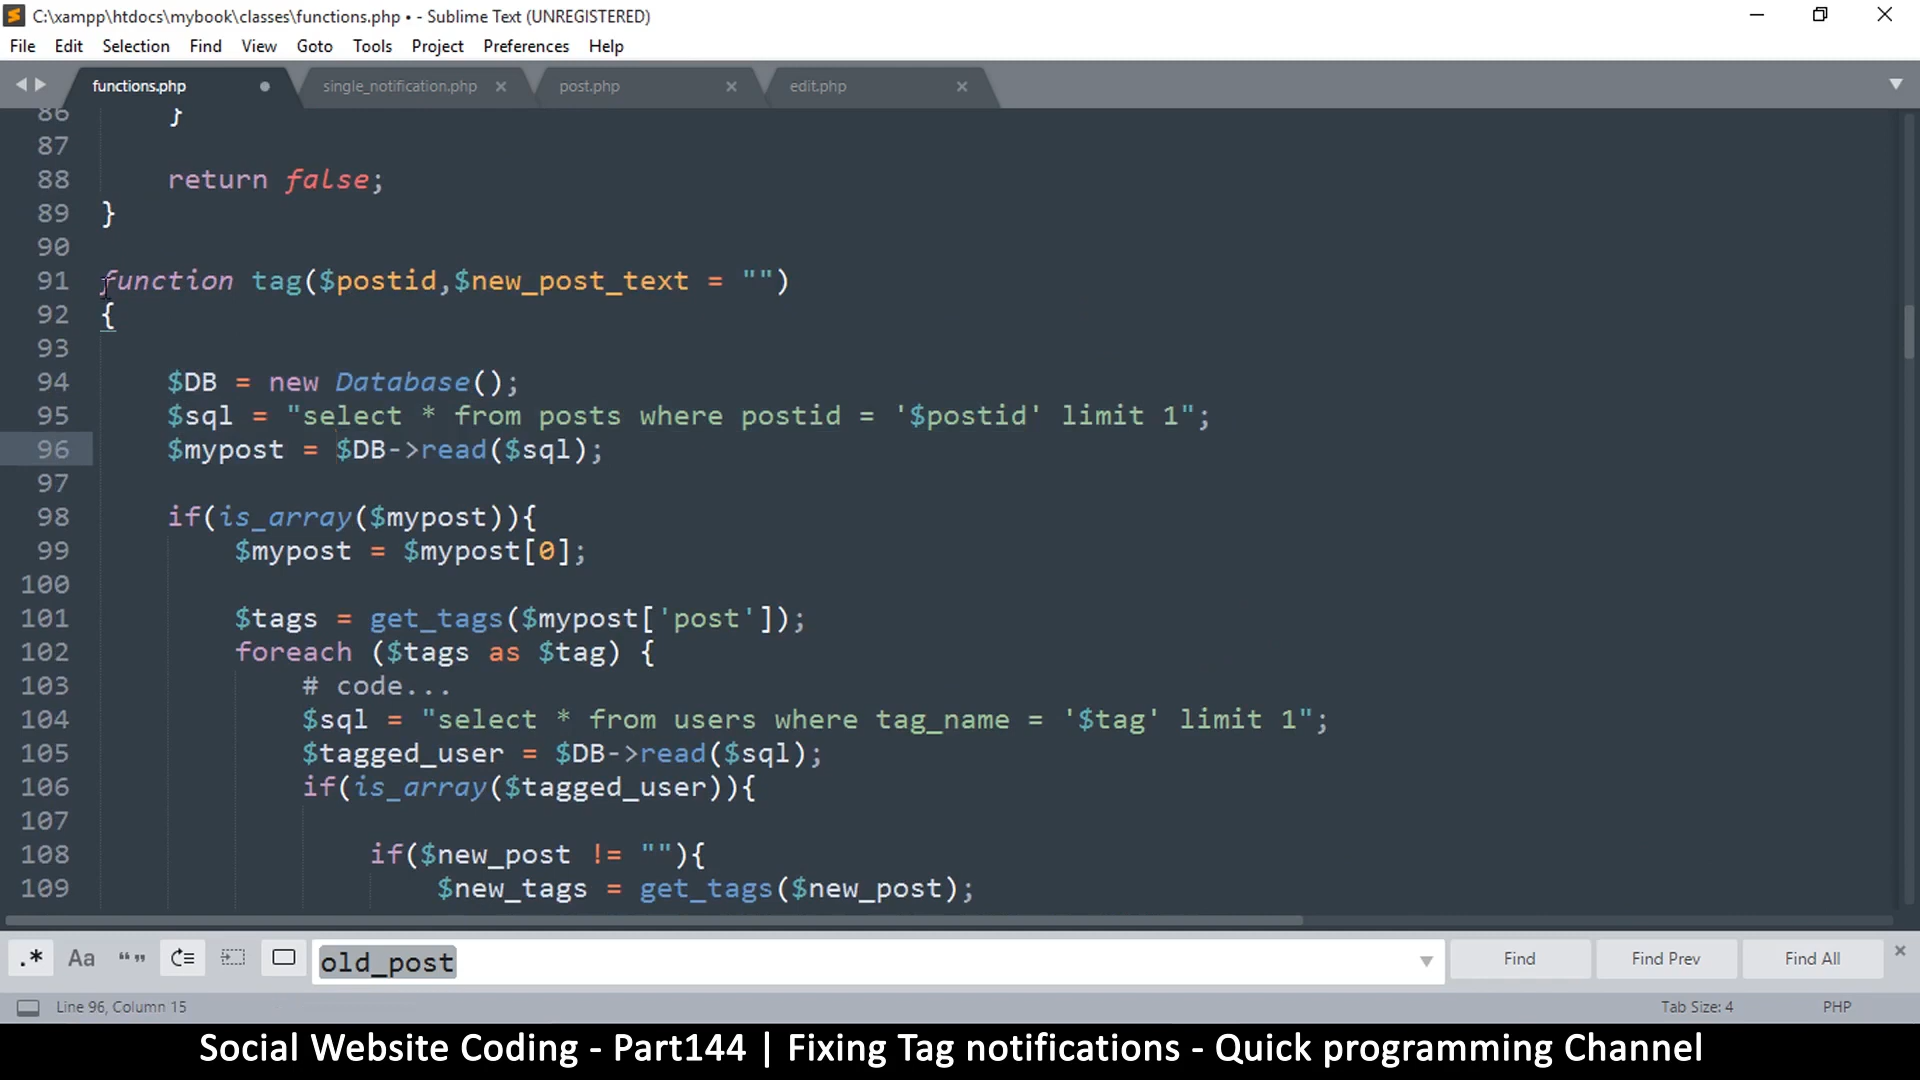 C:\xampp\htdocs\mybook\classes\functions.php • - Sublime Text (UNREGISTERED)
File Edit Selection Find View Goto Tools Project Preferences Help
functions.php single_notification.php post.php edit.php
86 }
87
88 return false;
89 }
90
91 function tag($postid,$new_post_text = "")
92 {
93
94 $DB = new Database();
95 $sql = "select * from posts where postid = '$postid' limit 1";
96 $mypost = $DB->read($sql);
97
98 if(is_array($mypost)){
99 $mypost = $mypost[0];
100
101 $tags = get_tags($mypost['post']);
102 foreach ($tags as $tag) {
103 # code...
104 $sql = "select * from users where tag_name = '$tag' limit 1";
105 $tagged_user = $DB->read($sql);
106 if(is_array($tagged_user)){
107
108 if($new_post != ""){
109 $new_tags = get_tags($new_post);
.* Aa “” old_post Find Find Prev Find All
Line 96, Column 15 Tab Size: 4 PHP
Social Website Coding - Part144 | Fixing Tag notifications - Quick programming Channel